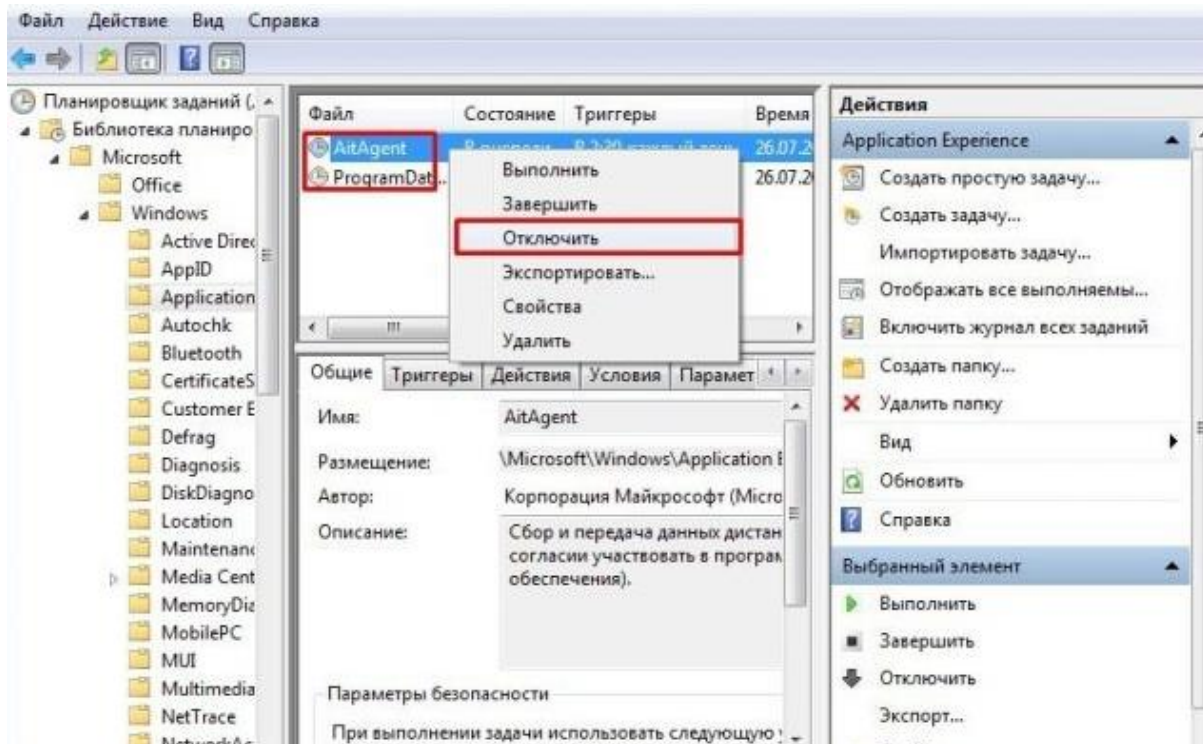 Файл Действие Вид Справка
Планировщик заданий (
Библиотека планиро
Microsoft
Office
Windows
Active Direc
AppID
Application
Autochk
Bluetooth
CertificateS
Customer E
Defrag
Diagnosis
DiskDiagno
Location
Maintenanc
Media Cent
MemoryDia
MobilePC
MUI
Multimedia
NetTrace
Файл Состояние Триггеры Время
AitAgent 26.07.2
ProgramDat... 26.07.2
Выполнить
Завершить
Отключить
Экспортировать...
Свойства
Удалить
Общие Триггеры Действия Условия Парамет
Имя: AitAgent
Размещение: \Microsoft\Windows\Application E
Автор: Корпорация Майкрософт (Micro
Описание: Сбор и передача данных дистан
согласии участвовать в програм
обеспечения).
Параметры безопасности
При выполнении задачи использовать следующую
Действия
Application Experience
Создать простую задачу...
Создать задачу...
Импортировать задачу...
Отображать все выполняемы...
Включить журнал всех заданий
Создать папку...
Удалить папку
Вид
Обновить
Справка
Выбранный элемент
Выполнить
Завершить
Отключить
Экспорт...